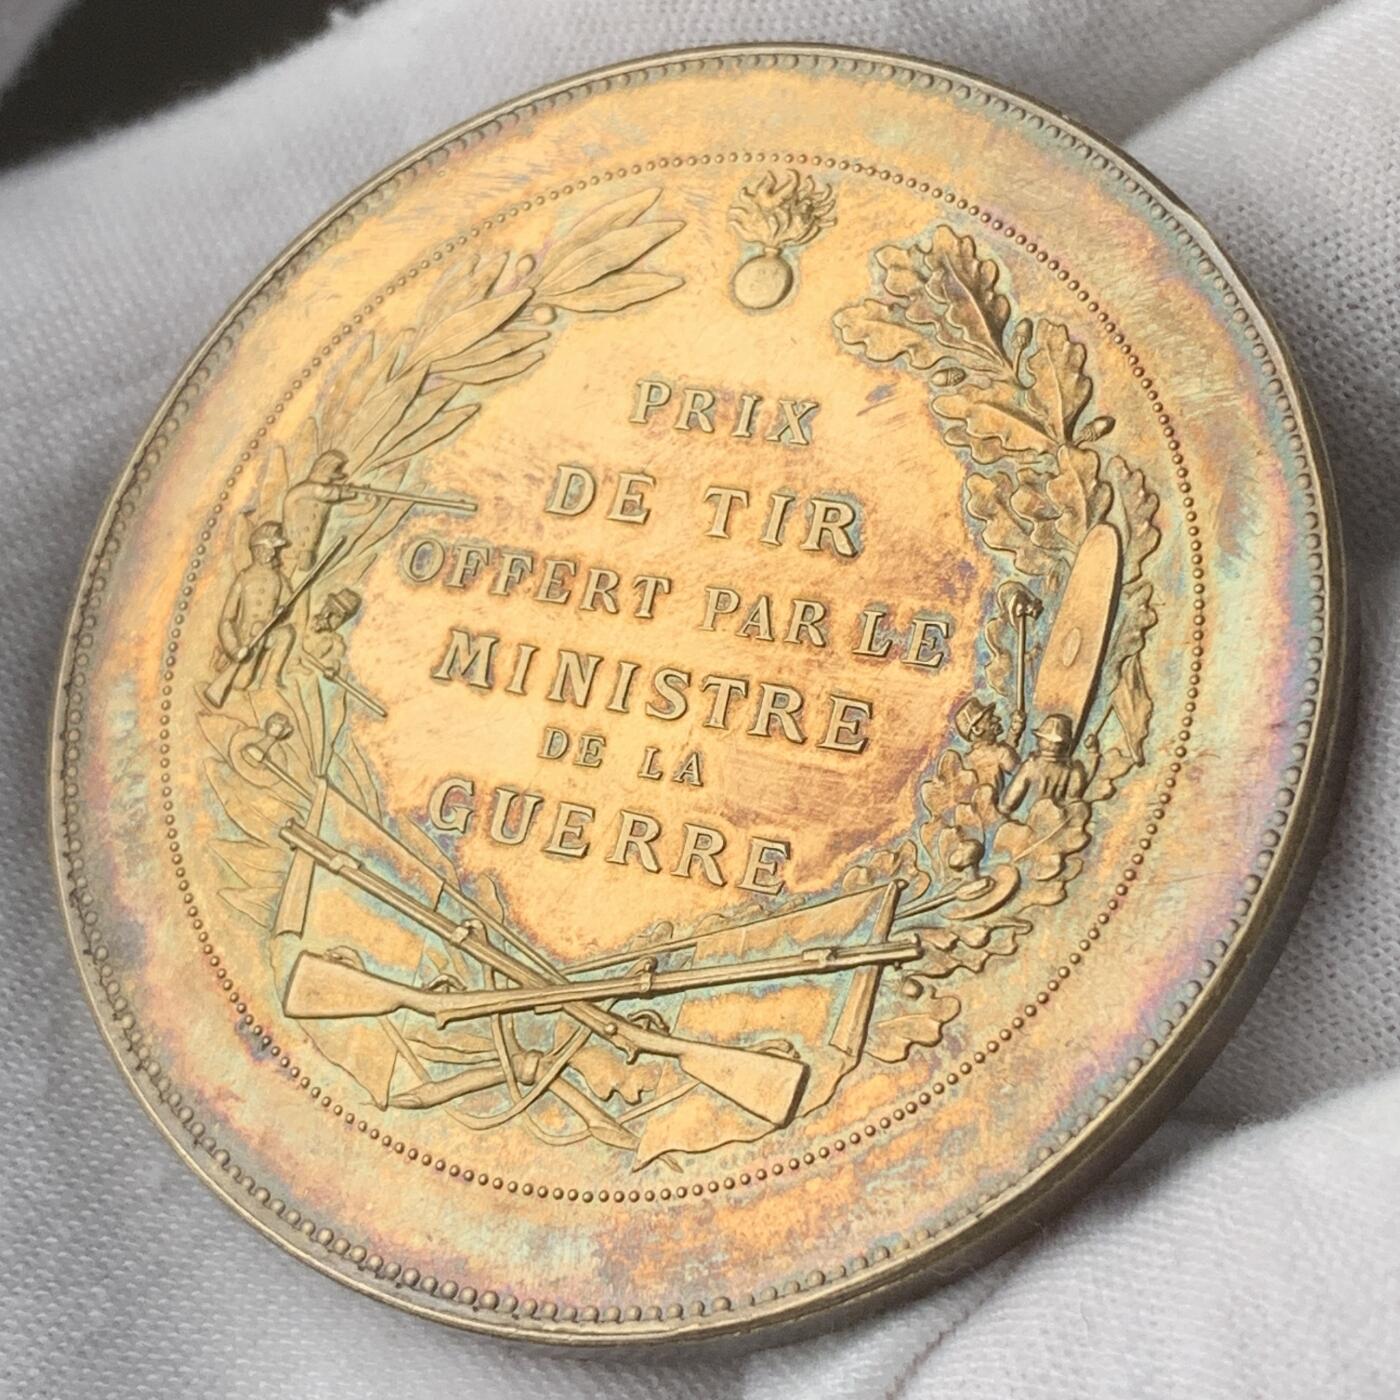 PRIX
DE TIR
OFFERT PAR LE
MINISTRE
DE LA
GUERRE